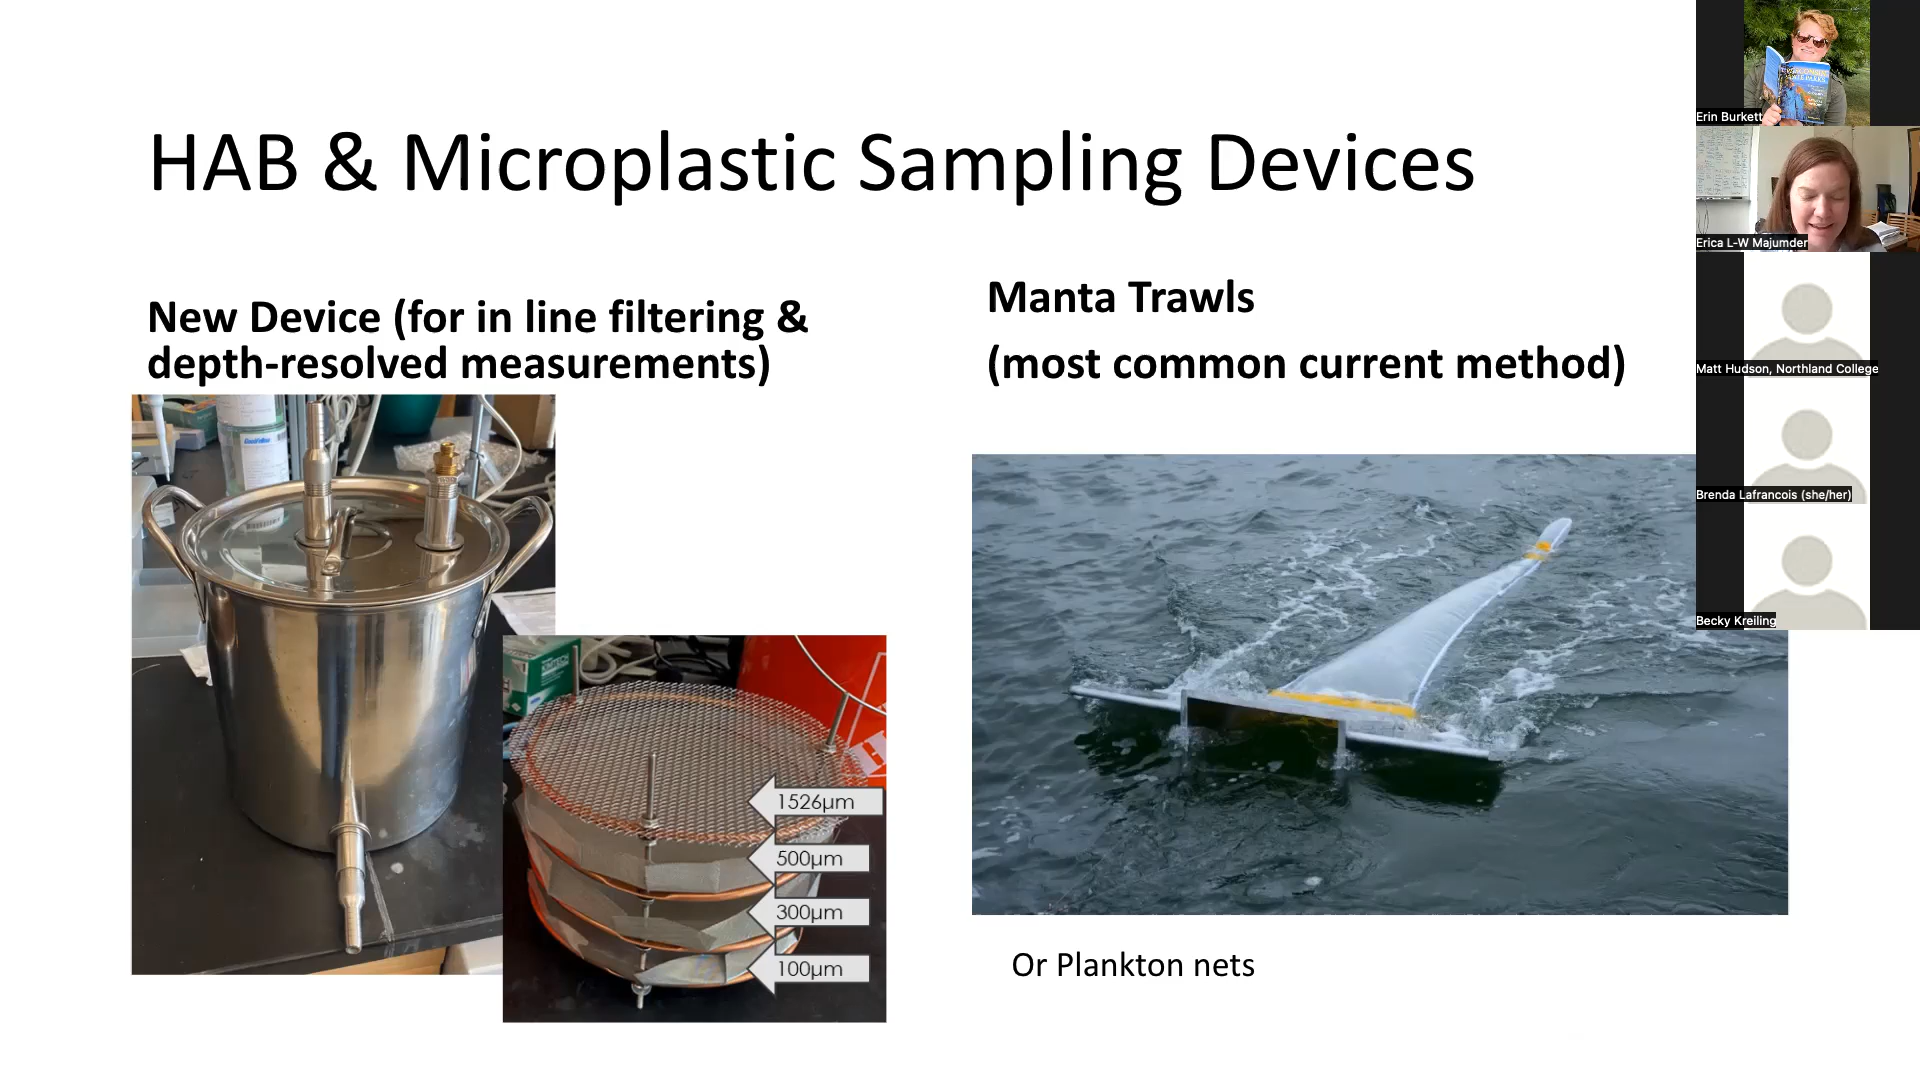 HAB & Microplastic Sampling Devices
New Device (for in line filtering &
depth-resolved measurements)
Manta Trawls
(most common current method)
1526µm
500µm
300µm
100µm
Or Plankton nets
Erin Burkett
Erica L-W Majumder
Matt Hudson, Northland College
Brenda Lafrancois (she/her)
Becky Kreiling